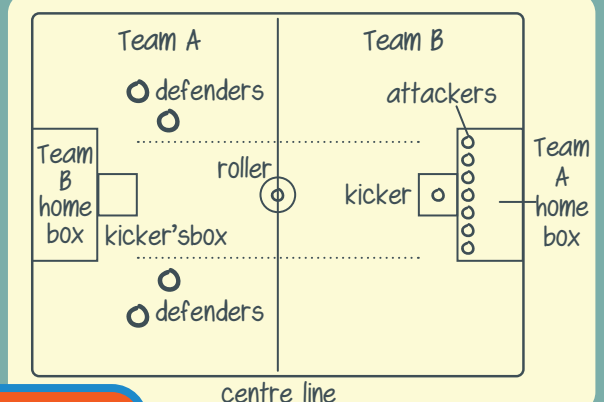 Team A
Team B
defenders
attackers
Team
B
home
box
roller
kicker
Team
A
home
box
kicker'sbox
defenders
centre line